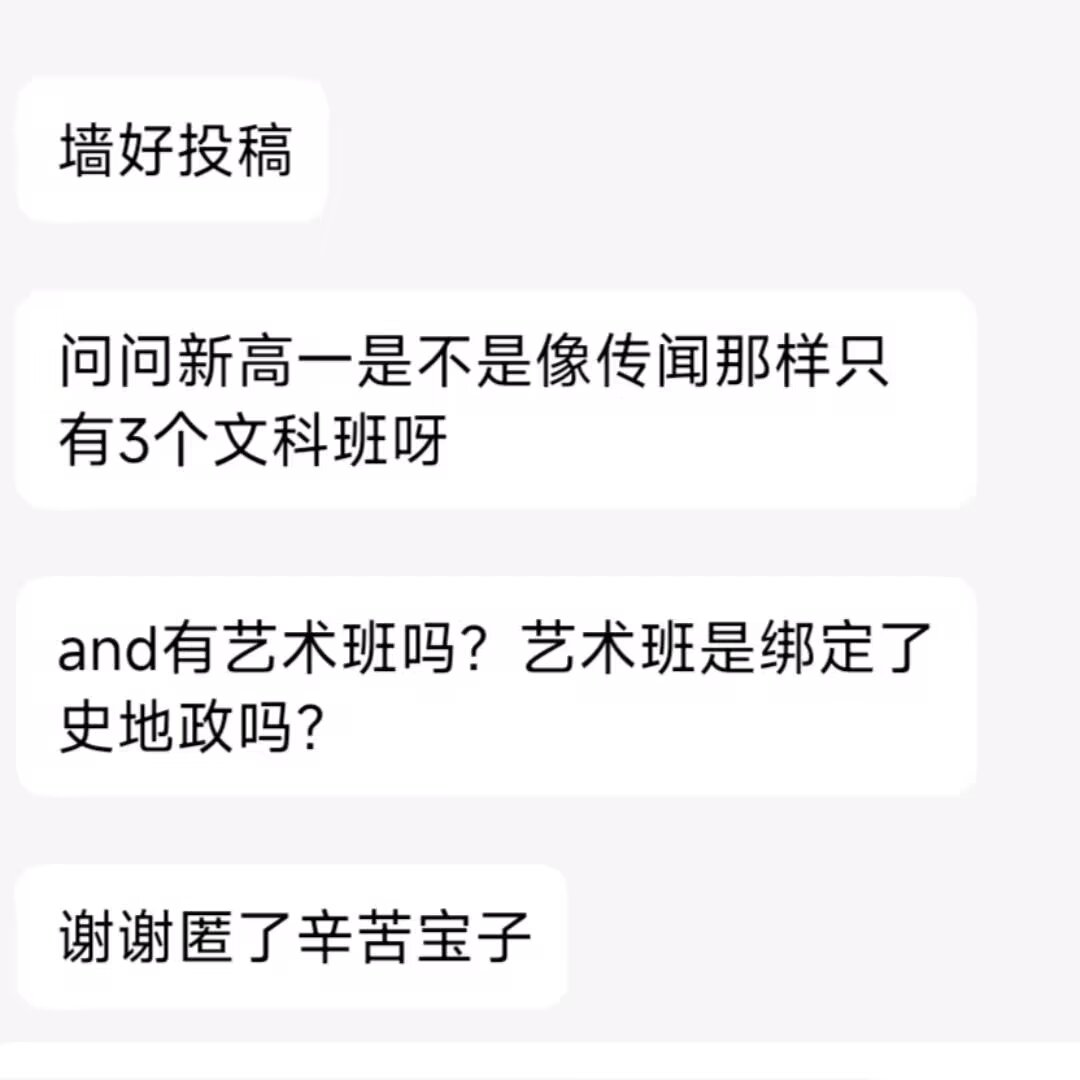 墙好投稿
问问新高一是不是像传闻那样只
有3个文科班呀
and有艺术班吗？艺术班是绑定了
史地政吗？
谢谢匿了辛苦宝子